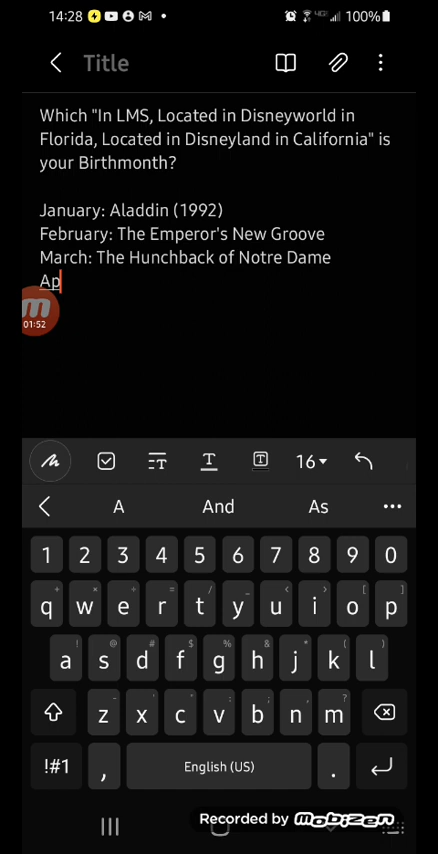 14:28 4G 100%
Title
Which "In LMS, Located in Disneyworld in
Florida, Located in Disneyland in California" is
your Birthmonth?
January: Aladdin (1992)
February: The Emperor's New Groove
March: The Hunchback of Notre Dame
Ap
01:52
T T 16
A And As
1 2 3 4 5 6 7 8 9 0
q w e r t y u i o p
a s d f g h j k l
z x c v b n m
!#1 , English (US) .
Recorded by mobizen